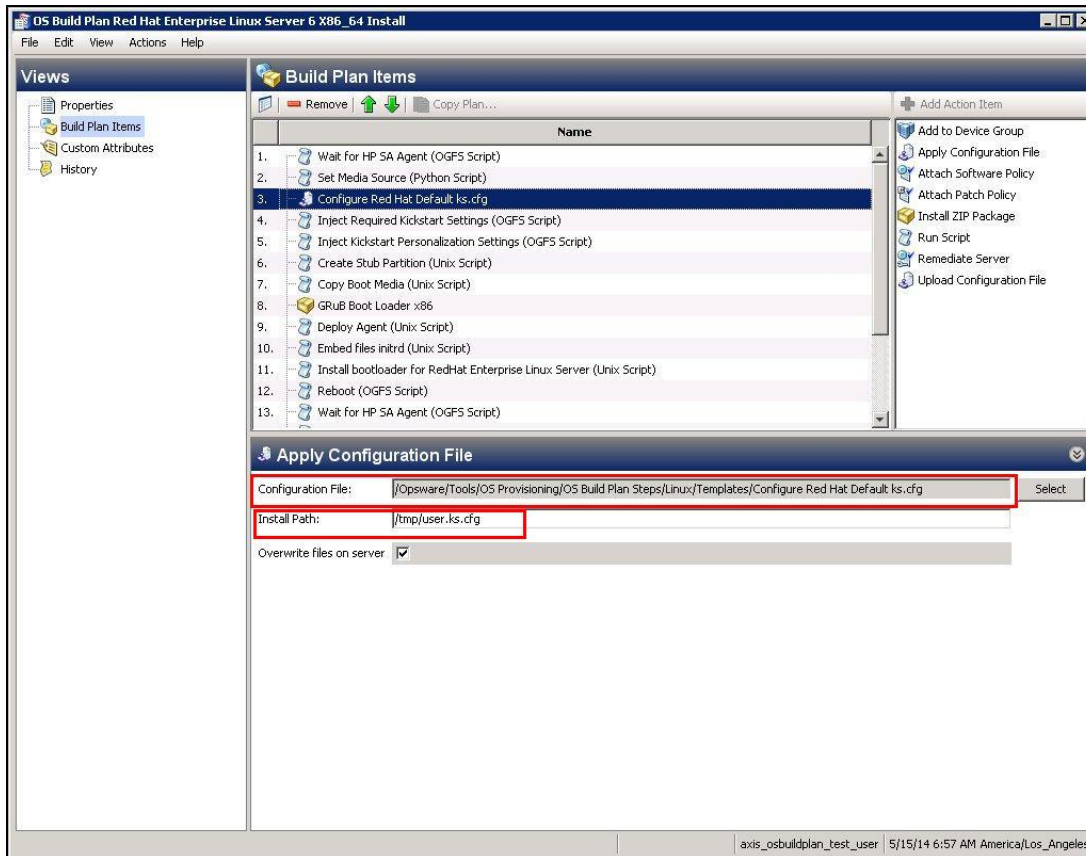 OS Build Plan Red Hat Enterprise Linux Server 6 X86_64 Install
File Edit View Actions Help
Views
Properties
Build Plan Items
Custom Attributes
History
Build Plan Items
Remove Copy Plan...
Name
1. Wait for HP SA Agent (OGFS Script)
2. Set Media Source (Python Script)
3. Configure Red Hat Default ks.cfg
4. Inject Required Kickstart Settings (OGFS Script)
5. Inject Kickstart Personalization Settings (OGFS Script)
6. Create Stub Partition (Unix Script)
7. Copy Boot Media (Unix Script)
8. GRuB Boot Loader x86
9. Deploy Agent (Unix Script)
10. Embed files initrd (Unix Script)
11. Install bootloader for RedHat Enterprise Linux Server (Unix Script)
12. Reboot (OGFS Script)
13. Wait for HP SA Agent (OGFS Script)
Add Action Item
Add to Device Group
Apply Configuration File
Attach Software Policy
Attach Patch Policy
Install ZIP Package
Run Script
Remediate Server
Upload Configuration File
Apply Configuration File
Configuration File: /Opsware/Tools/OS Provisioning/OS Build Plan Steps/Linux/Templates/Configure Red Hat Default ks.cfg Select
Install Path: /tmp/user.ks.cfg
Overwrite files on server
axis_osbuildplan_test_user 5/15/14 6:57 AM America/Los_Angeles